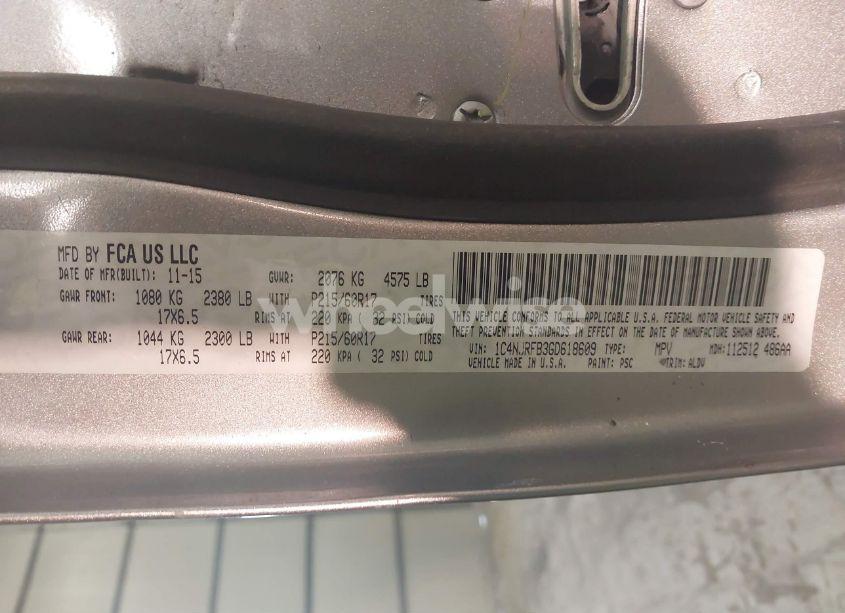 MFD BY FCA US LLC
DATE OF MFR(BUILT): 11-15 GVWR: 2076 KG 4575 LB
GAWR FRONT: 1080 KG 2380 LB WITH P215/60R17 TIRES
17X6.5 RIMS AT 220 KPA ( 32 PSI) COLD
GAWR REAR: 1044 KG 2300 LB WITH P215/60R17 TIRES
17X6.5 RIMS AT 220 KPA ( 32 PSI) COLD
THIS VEHICLE CONFORMS TO ALL APPLICABLE U.S.A. FEDERAL MOTOR VEHICLE SAFETY AND
THEFT PREVENTION STANDARDS IN EFFECT ON THE DATE OF MANUFACTURE SHOWN ABOVE.
VIN: 1C4NJRFB3GD618609 TYPE: MPV MDH:112512 486AA
VEHICLE MADE IN U.S.A. PAINT: PSC TRIM: ALDV
wheelwise